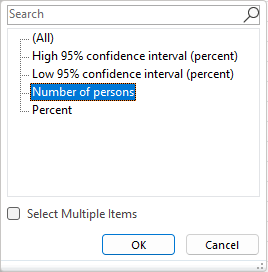 Search
(All)
High 95% confidence interval (percent)
Low 95% confidence interval (percent)
Number of persons
Percent
Select Multiple Items
OK
Cancel